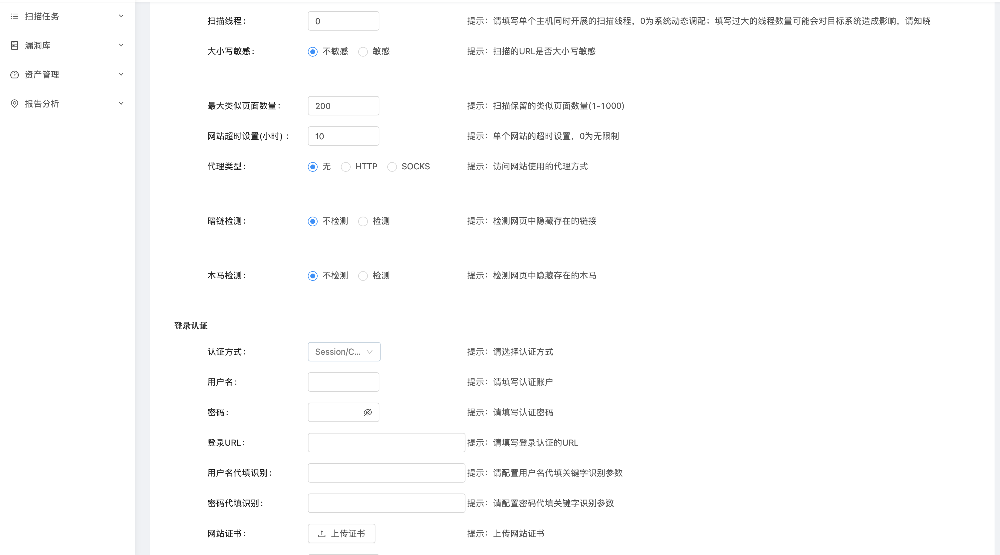 扫描任务
漏洞库
资产管理
报告分析
扫描线程： 0 提示：请填写单个主机同时开展的扫描线程，0为系统动态调配；填写过大的线程数量可能会对目标系统造成影响，请知晓
大小写敏感： 不敏感 敏感 提示：扫描的URL是否大小写敏感
最大类似页面数量： 200 提示：扫描保留的类似页面数量(1-1000)
网站超时设置(小时)： 10 提示：单个网站的超时设置，0为无限制
代理类型： 无 HTTP SOCKS 提示：访问网站使用的代理方式
暗链检测： 不检测 检测 提示：检测网页中隐藏存在的链接
木马检测： 不检测 检测 提示：检测网页中隐藏存在的木马
登录认证
认证方式： Session/C... 提示：请选择认证方式
用户名： 提示：请填写认证账户
密码： 提示：请填写认证密码
登录URL： 提示：请填写登录认证的URL
用户名代填识别： 提示：请配置用户名代填关键字识别参数
密码代填识别： 提示：请配置密码代填关键字识别参数
网站证书： 上传证书 提示：上传网站证书